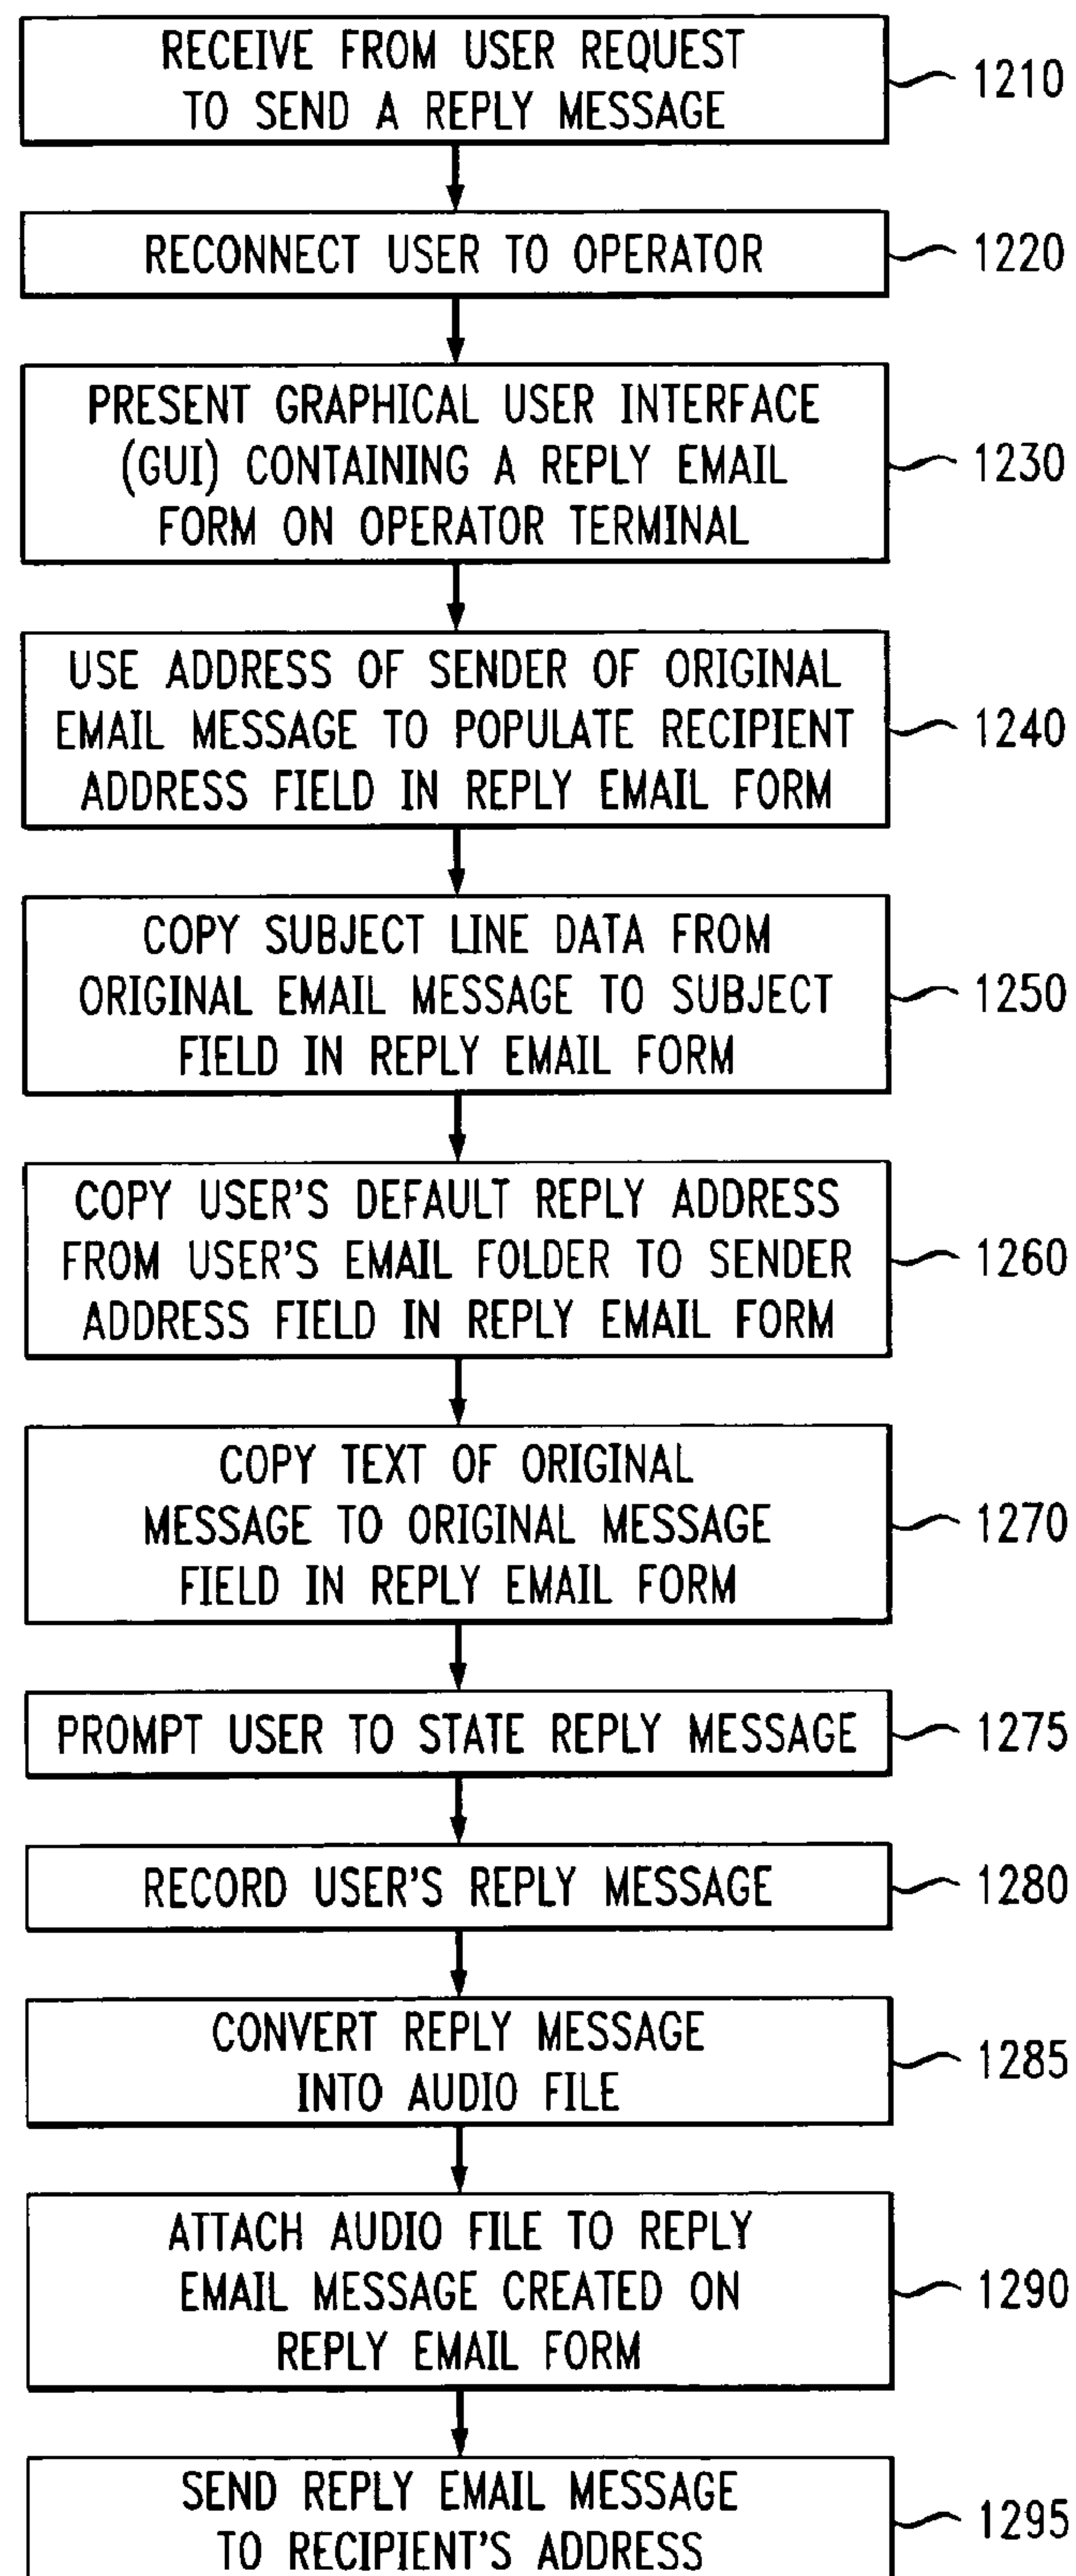 RECEIVE FROM USER REQUEST
TO SEND A REPLY MESSAGE
1210
RECONNECT USER TO OPERATOR
1220
PRESENT GRAPHICAL USER INTERFACE
(GUI) CONTAINING A REPLY EMAIL
FORM ON OPERATOR TERMINAL
1230
USE ADDRESS OF SENDER OF ORIGINAL
EMAIL MESSAGE TO POPULATE RECIPIENT
ADDRESS FIELD IN REPLY EMAIL FORM
1240
COPY SUBJECT LINE DATA FROM
ORIGINAL EMAIL MESSAGE TO SUBJECT
FIELD IN REPLY EMAIL FORM
1250
COPY USER'S DEFAULT REPLY ADDRESS
FROM USER'S EMAIL FOLDER TO SENDER
ADDRESS FIELD IN REPLY EMAIL FORM
1260
COPY TEXT OF ORIGINAL
MESSAGE TO ORIGINAL MESSAGE
FIELD IN REPLY EMAIL FORM
1270
PROMPT USER TO STATE REPLY MESSAGE
1275
RECORD USER'S REPLY MESSAGE
1280
CONVERT REPLY MESSAGE
INTO AUDIO FILE
1285
ATTACH AUDIO FILE TO REPLY
EMAIL MESSAGE CREATED ON
REPLY EMAIL FORM
1290
SEND REPLY EMAIL MESSAGE
TO RECIPIENT'S ADDRESS
1295